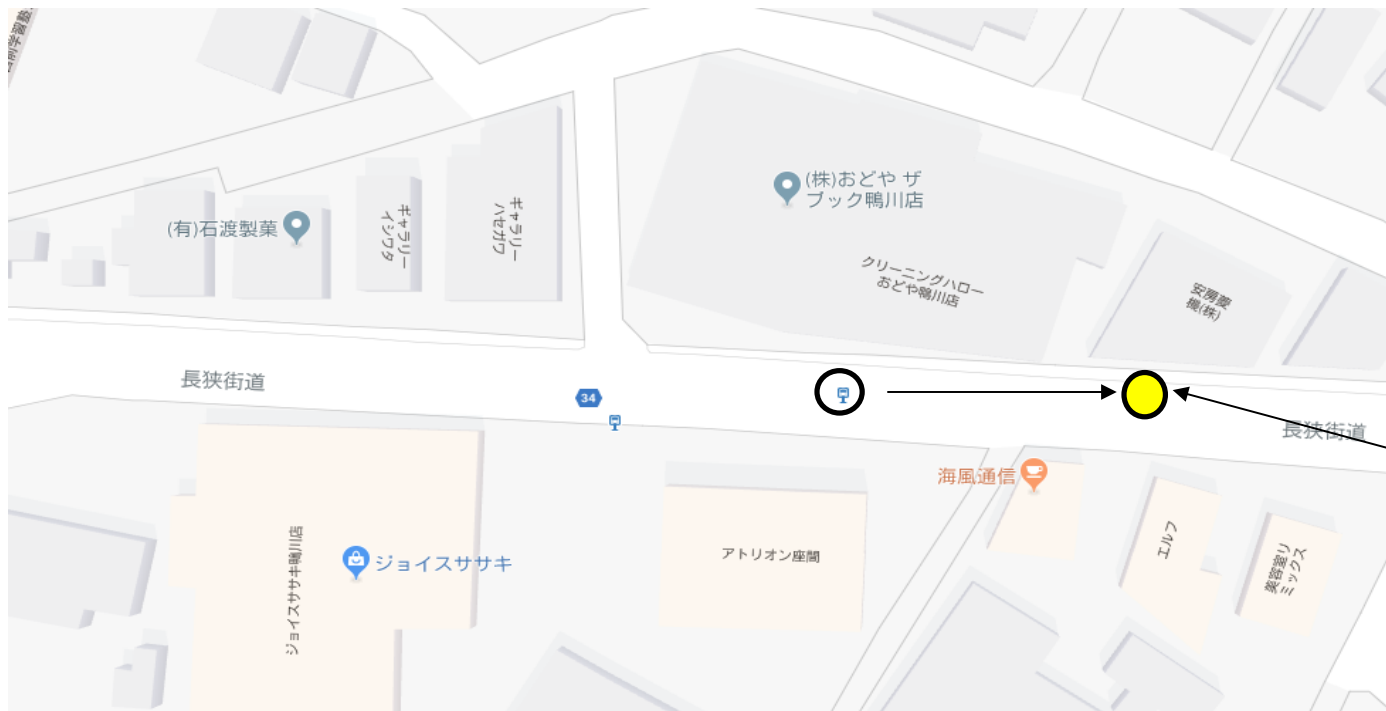 (株)おどや ザ
ブック鴨川店
(有)石渡製菓
ギャラリー
イシワタ
ギャラリー
ハセガワ
クリーニングハロー
おどや鴨川店
安房菱
機(株)
長狭街道
34
長狭街道
海風通信
ジョイスササキ鴨川店
ジョイスササキ
アトリオン座間
エルフ
美容室リ
ミックス